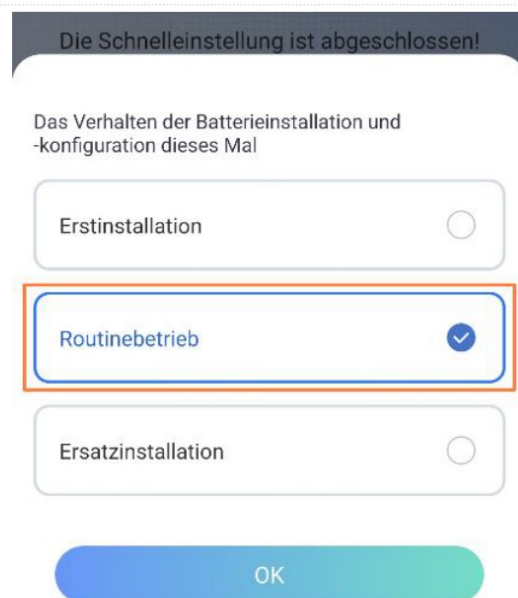 Die Schnelleinstellung ist abgeschlossen!
Das Verhalten der Batterieinstallation und
-konfiguration dieses Mal
Erstinstallation
Routinebetrieb
Ersatzinstallation
OK